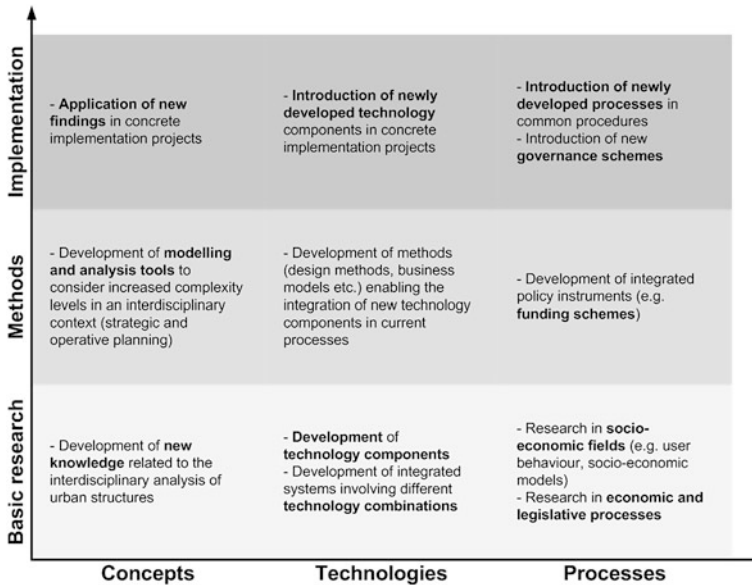 Implementation
- Application of new
findings in concrete
implementation projects
- Introduction of newly
developed technology
components in concrete
implementation projects
- Introduction of newly
developed processes in
common procedures
- Introduction of new
governance schemes
Methods
- Development of modelling
and analysis tools to
consider increased complexity
levels in an interdisciplinary
context (strategic and
operative planning)
- Development of methods
(design methods, business
models etc.) enabling the
integration of new technology
components in current
processes
- Development of integrated
policy instruments (e.g.
funding schemes)
Basic research
- Development of new
knowledge related to the
interdisciplinary analysis of
urban structures
- Development of
technology components
- Development of integrated
systems involving different
technology combinations
- Research in socio-
economic fields (e.g. user
behaviour, socio-economic
models)
- Research in economic and
legislative processes
Concepts
Technologies
Processes